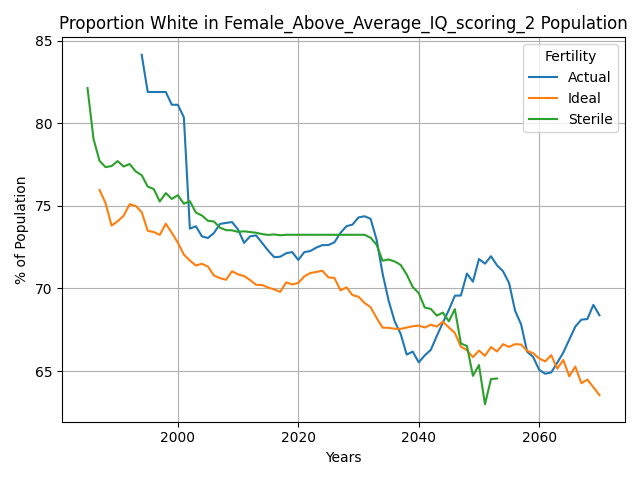 Proportion White in Female_Above_Average_IQ_scoring_2 Population
% of Population
85
80
75
70
65
Fertility
Actual
Ideal
Sterile
2000 2020 2040 2060
Years